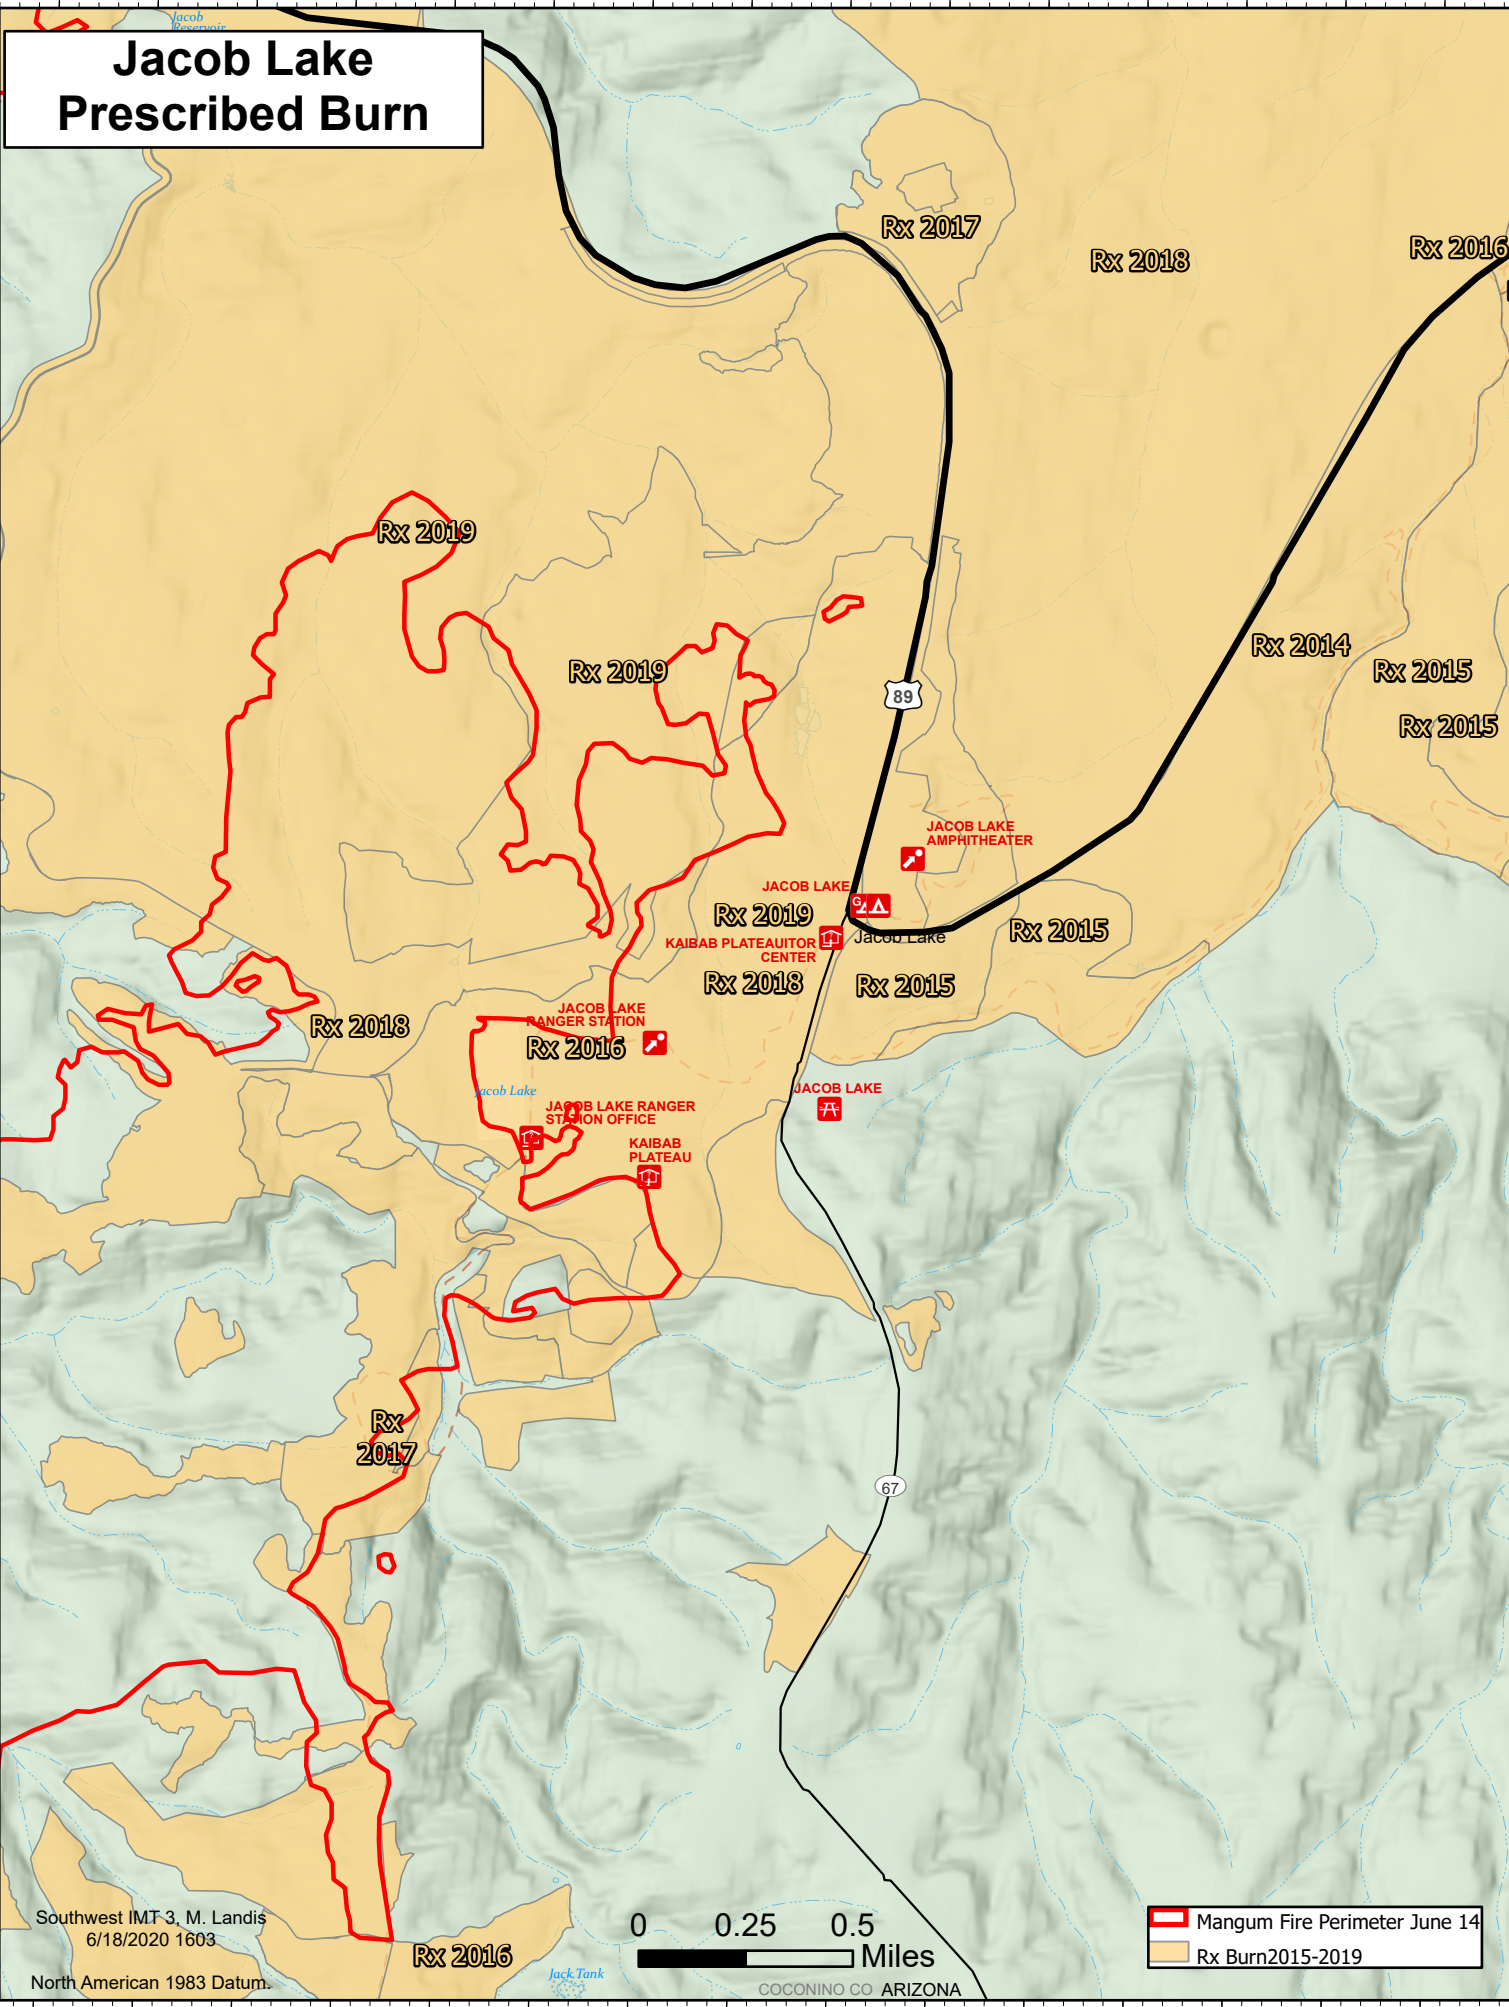 Jacob
Reservoir
Jacob Lake
Prescribed Burn
Rx 2017
Rx 2018
Rx 2016
Rx 2019
Rx 2019
Rx 2014
Rx 2015
Rx 2015
89
JACOB LAKE
AMPHITHEATER
JACOB LAKE
G
Rx 2019
Jacob Lake
Rx 2015
KAIBAB PLATEAUITOR
CENTER
Rx 2018
Rx 2015
JACOB LAKE
RANGER STATION
Rx 2018
Rx 2016
Jacob Lake
JACOB LAKE
JACOB LAKE RANGER
STATION OFFICE
KAIBAB
PLATEAU
Rx
2017
67
Southwest IMT 3, M. Landis
6/18/2020 1603
North American 1983 Datum.
Rx 2016
Jack Tank
0 0.25 0.5
Miles
COCONINO CO ARIZONA
Mangum Fire Perimeter June 14
Rx Burn2015-2019